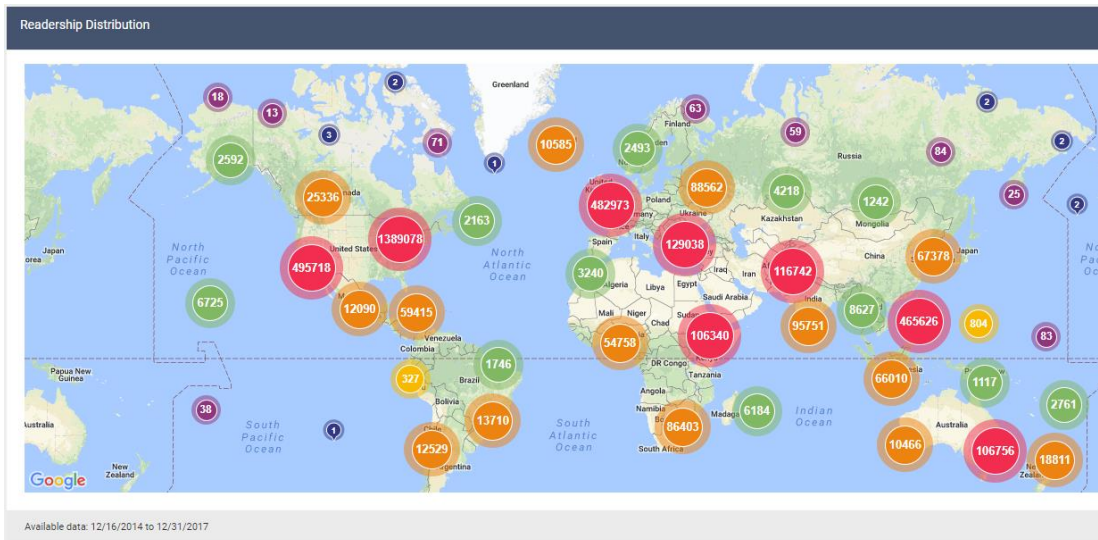 Readership Distribution
Greenland
2
18
13
3
71
63
2
Finland
59
10585
2493
2
2592
84
Russia
1
25336
88562
Poland
4218
1242
25
2
482973
Ukraine
Kazakhstan
Mongolia
2163
1389078
United States
North
Pacific
Ocean
North
Atlantic
Ocean
Spain
Italy
129038
Japan
Japan
China
67378
495718
3240
Libya
Egypt
Iraq
Iran
116742
India
6725
12090
59415
Mali
Niger
Chad
Saudi Arabia
95751
8627
465626
804
83
Venezuela
Colombia
54758
106340
1746
Brazil
DR Congo
Tanzania
Papua New
Guinea
327
66010
1117
Bolivia
Angola
Namibia
38
13710
6184
Indian
Ocean
2761
1
South
Pacific
Ocean
South
Atlantic
Ocean
86403
South Africa
Australia
12529
10466
106756
18811
New
Zealand
Google
Available data: 12/16/2014 to 12/31/2017